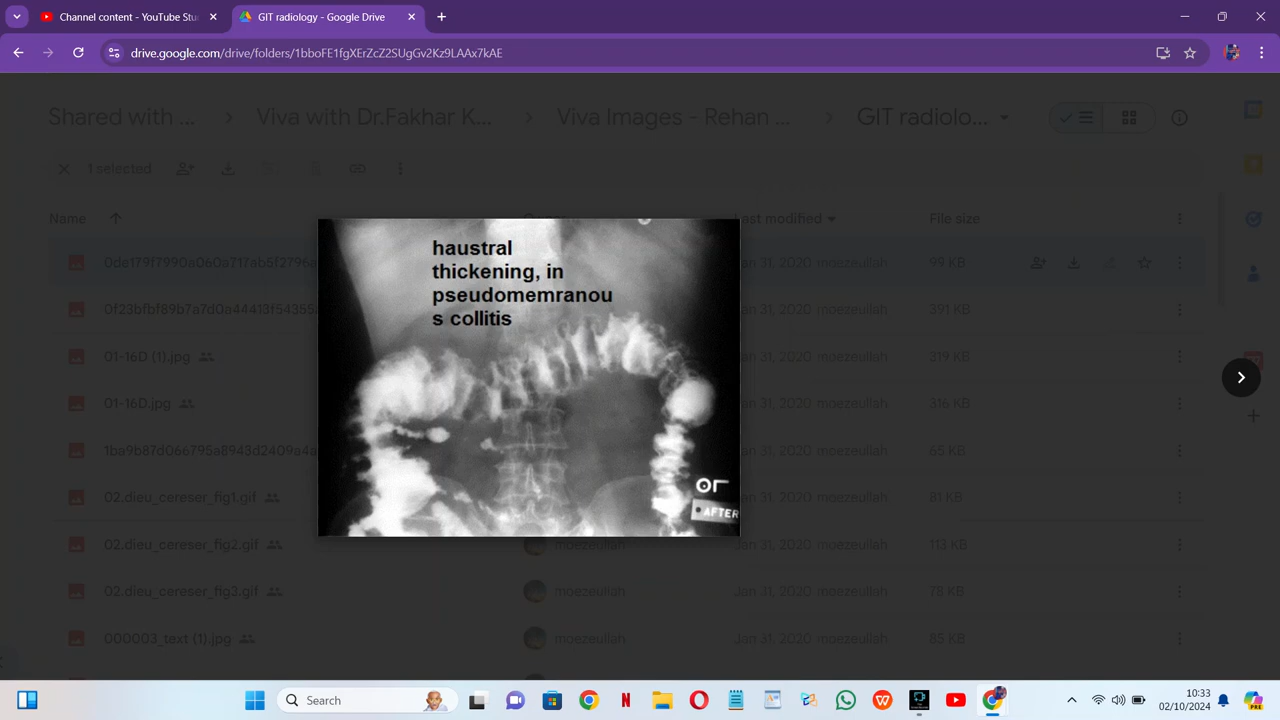 Channel content - YouTube Stu
GIT radiology - Google Drive
drive.google.com/drive/folders/1bboFE1fgXErZcZ2SUgGv2Kz9LAAx7kAE
Shared with ... Viva with Dr.Fakhar K... Viva Images - Rehan ... GIT radiolo...
1 selected
Name Last modified File size
haustral
thickening, in
pseudomemranou
s collitis
0de179f7990a060a717ab5f2796a Jan 31, 2020 moezeullah 99 KB
0f23bfbf89b7a7d0a44413f54355 Jan 31, 2020 moezeullah 391 KB
01-16D (1).jpg Jan 31, 2020 moezeullah 319 KB
01-16D.jpg Jan 31, 2020 moezeullah 316 KB
1ba9b87d066795a8943d2409a4a Jan 31, 2020 moezeullah 65 KB
AFTER
02.dieu_cereser_fig1.gif Jan 31, 2020 moezeullah 81 KB
02.dieu_cereser_fig2.gif moezeullah Jan 31, 2020 moezeullah 113 KB
02.dieu_cereser_fig3.gif moezeullah Jan 31, 2020 moezeullah 78 KB
000003_text (1).jpg moezeullah Jan 31, 2020 moezeullah 85 KB
Search
10:33
02/10/2024